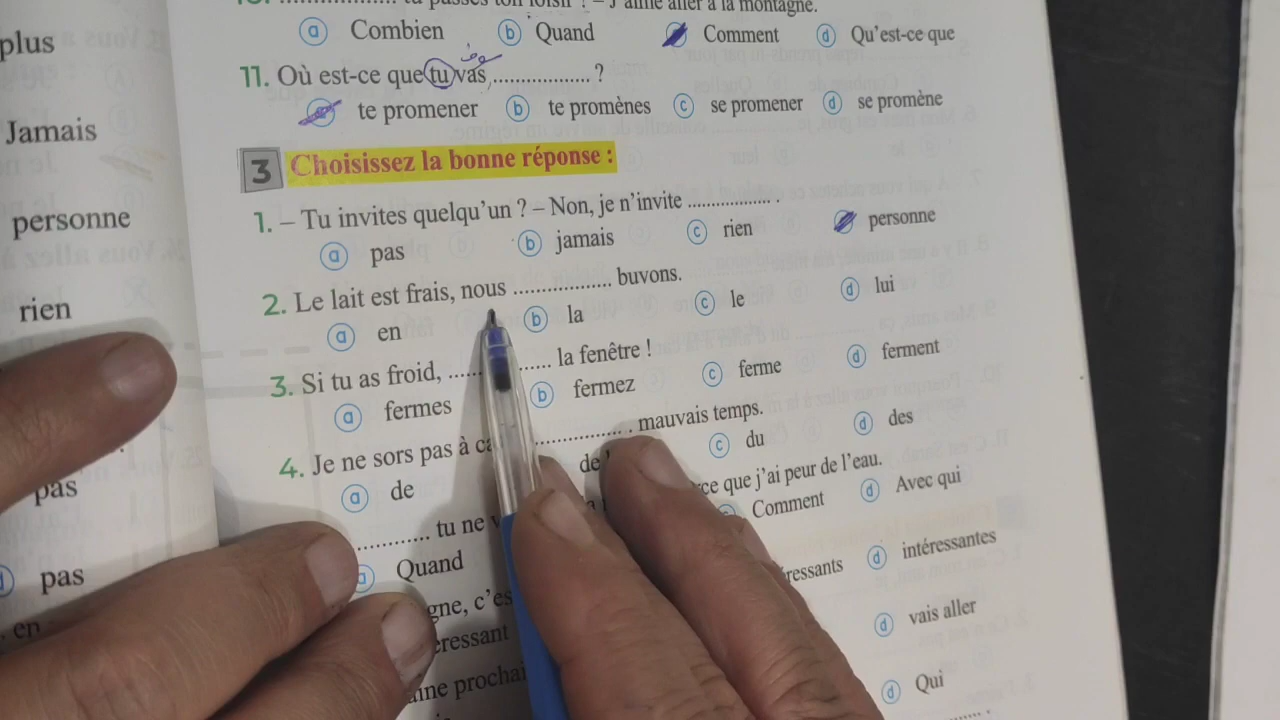 plus
Jamais
personne
rien
pas
d pas
en
10. .................. tu passes ton loisir ? – J'aime aller à la montagne.
a Combien b Quand Comment d Qu'est-ce que
11. Où est-ce que tu vas .................. ?
te promener b te promènes c se promener d se promène
3 Choisissez la bonne réponse :
1. – Tu invites quelqu'un ? – Non, je n'invite .................. .
a pas b jamais c rien personne
2. Le lait est frais, nous .................. buvons.
a en b la c le d lui
3. Si tu as froid, .................. la fenêtre !
a fermes b fermez c ferme d ferment
4. Je ne sors pas à ca .................. mauvais temps.
a de de c du d des
.............. tu ne ce que j'ai peur de l'eau.
a Quand Comment d Avec qui
gne, c'es
éressant ressants d intéressantes
ine prochai
d vais aller
d Qui